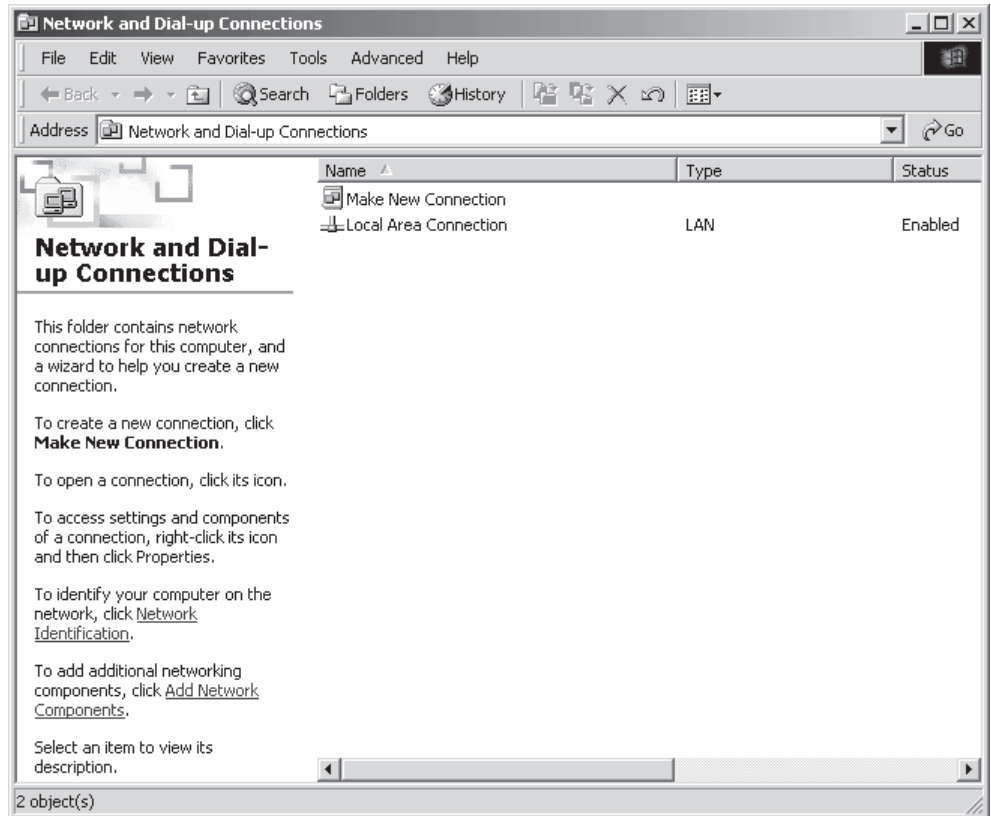 Network and Dial-up Connections
File Edit View Favorites Tools Advanced Help
Back Search Folders History
Address Network and Dial-up Connections Go
Name Type Status
Make New Connection
Local Area Connection LAN Enabled
Network and Dial-
up Connections
This folder contains network
connections for this computer, and
a wizard to help you create a new
connection.
To create a new connection, click
Make New Connection.
To open a connection, click its icon.
To access settings and components
of a connection, right-click its icon
and then click Properties.
To identify your computer on the
network, click Network
Identification.
To add additional networking
components, click Add Network
Components.
Select an item to view its
description.
2 object(s)